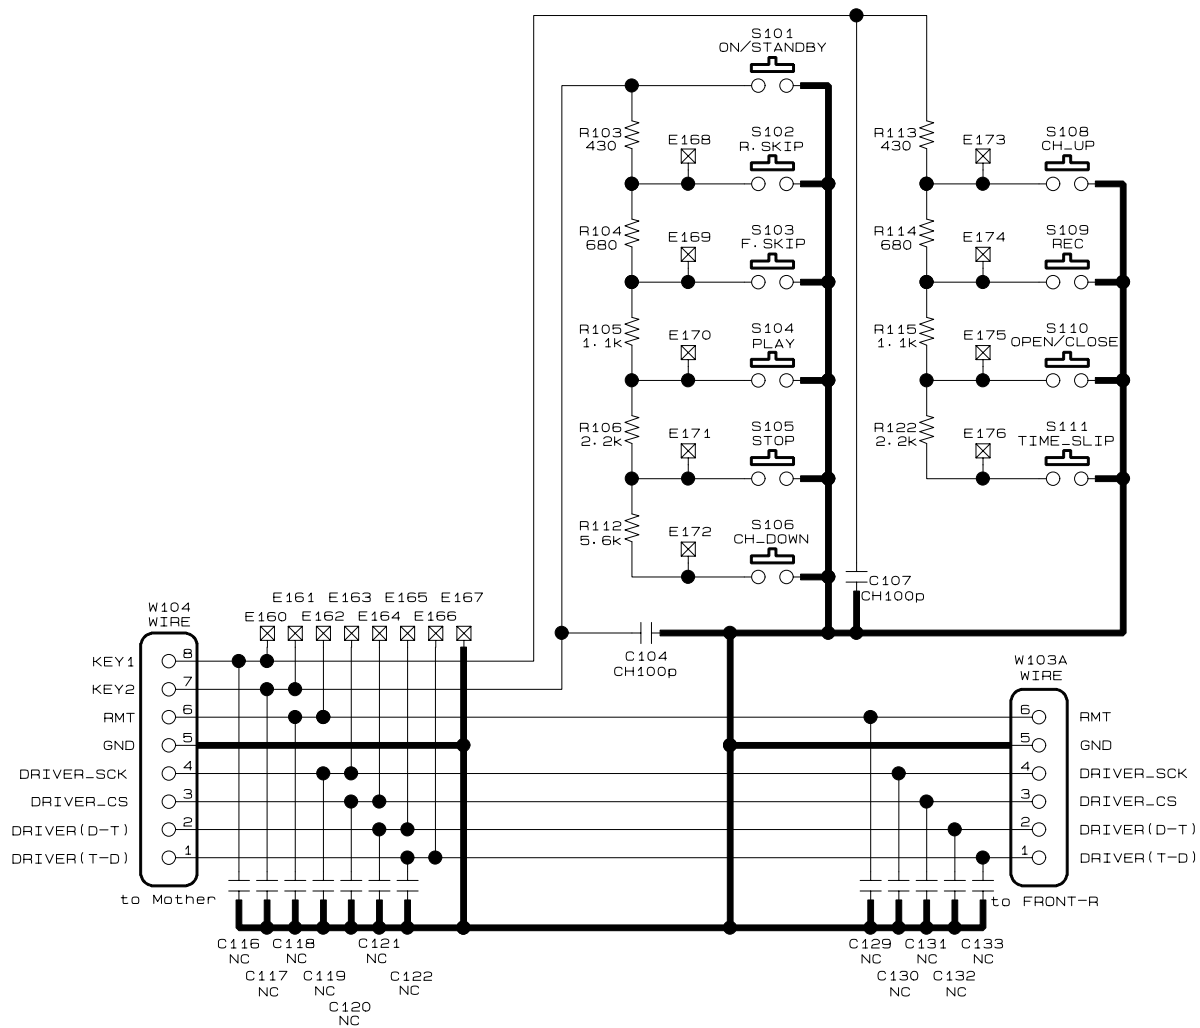 S101
ON/STANDBY
R103
430
E168
S102
R.SKIP
R113
430
E173
S108
CH_UP
R104
680
E169
S103
F.SKIP
R114
680
E174
S109
REC
R105
1.1k
E170
S104
PLAY
R115
1.1k
E175
S110
OPEN/CLOSE
R106
2.2k
E171
S105
STOP
R122
2.2k
E176
S111
TIME_SLIP
R112
5.6k
E172
S106
CH_DOWN
C107
CH100p
C104
CH100p
E161 E163 E165 E167
E160 E162 E164 E166
W104
WIRE
KEY1 8
KEY2 7
RMT 6
GND 5
DRIVER_SCK 4
DRIVER_CS 3
DRIVER(D-T) 2
DRIVER(T-D) 1
to Mother
W103A
WIRE
6 RMT
5 GND
4 DRIVER_SCK
3 DRIVER_CS
2 DRIVER(D-T)
1 DRIVER(T-D)
to FRONT-R
C116
NC
C117
NC
C118
NC
C119
NC
C120
NC
C121
NC
C122
NC
C129
NC
C130
NC
C131
NC
C132
NC
C133
NC